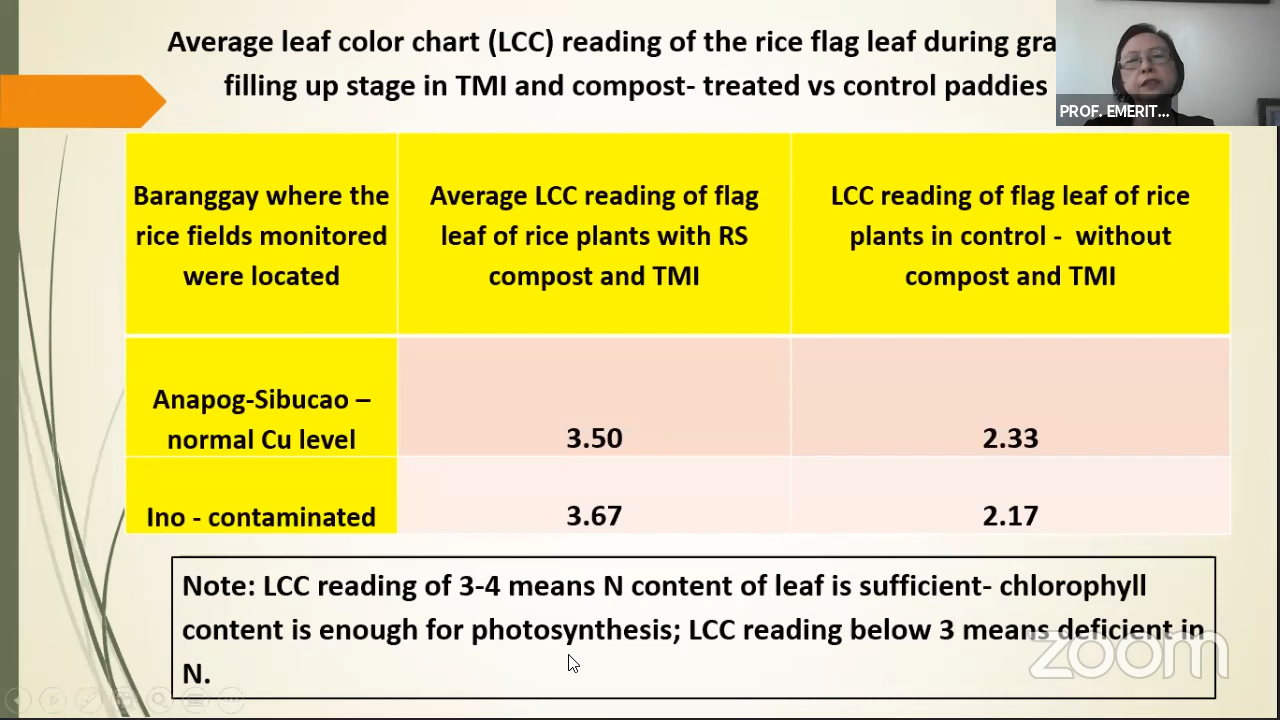 Average leaf color chart (LCC) reading of the rice flag leaf during gra
filling up stage in TMI and compost- treated vs control paddies
PROF. EMERIT...
Baranggay where the
rice fields monitored
were located
Average LCC reading of flag
leaf of rice plants with RS
compost and TMI
LCC reading of flag leaf of rice
plants in control - without
compost and TMI
Anapog-Sibucao –
normal Cu level
3.50
2.33
Ino - contaminated
3.67
2.17
Note: LCC reading of 3-4 means N content of leaf is sufficient- chlorophyll
content is enough for photosynthesis; LCC reading below 3 means deficient in
N.
zoom